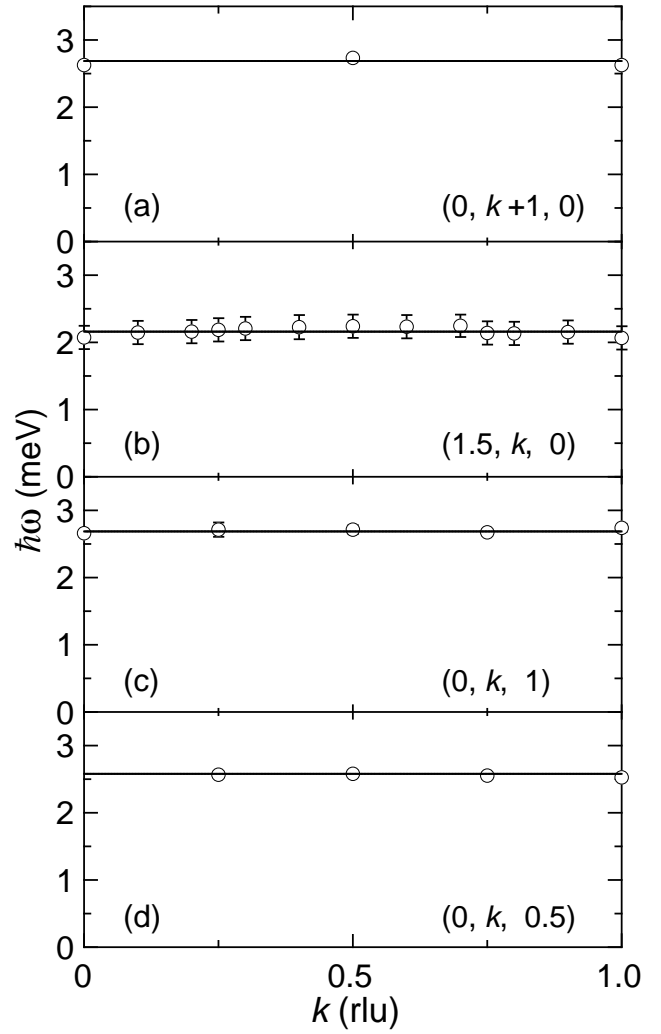 3
2
1
(a) (0, k+1, 0)
0
3
2
1
(b) (1.5, k, 0)
0
3
2
1
(c) (0, k, 1)
0
3
2
1
(d) (0, k, 0.5)
0
ħω (meV)
0 0.5 1.0
k (rlu)